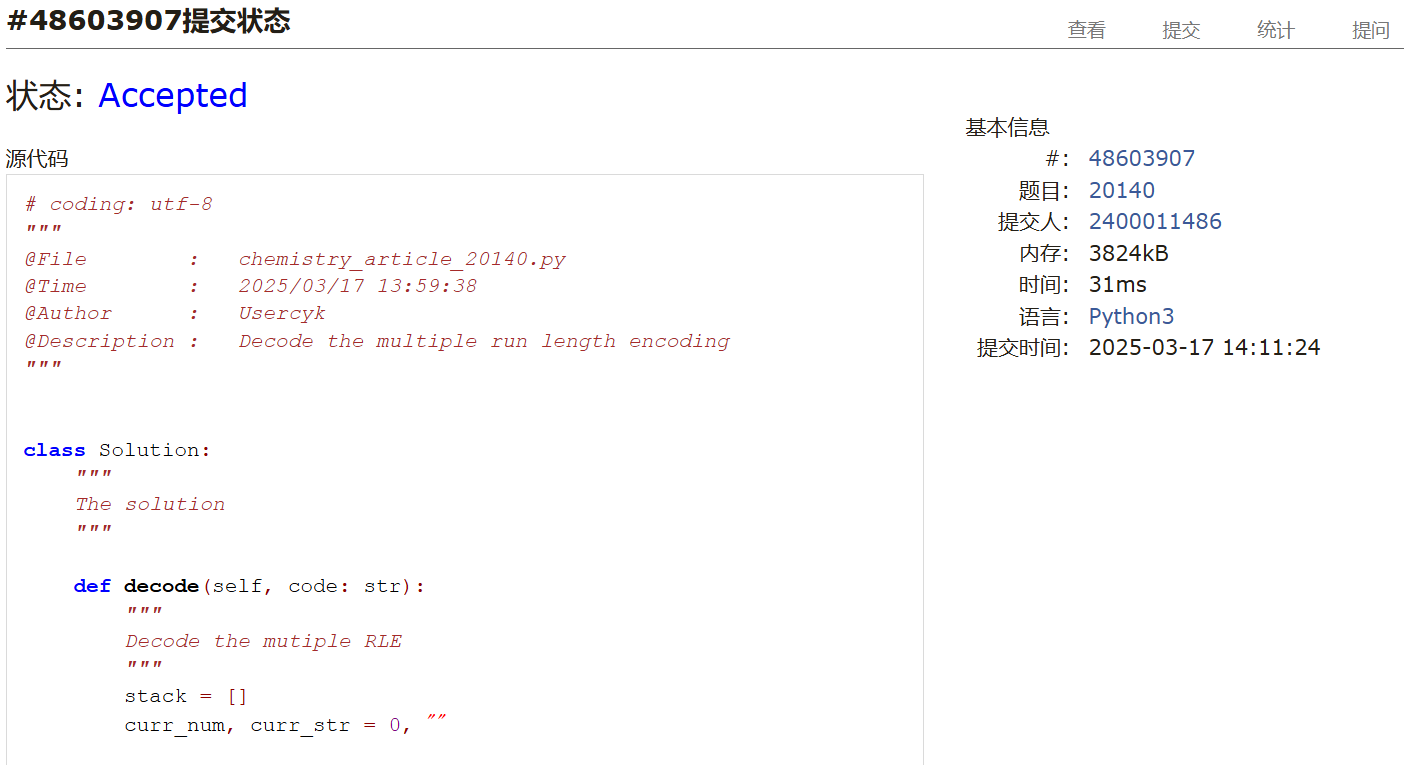 #48603907提交状态
查看 提交 统计 提问
状态: Accepted
源代码
# coding: utf-8
"""
@File : chemistry_article_20140.py
@Time : 2025/03/17 13:59:38
@Author : Usercyk
@Description : Decode the multiple run length encoding
"""
class Solution:
"""
The solution
"""
def decode(self, code: str):
"""
Decode the mutiple RLE
"""
stack = []
curr_num, curr_str = 0, ""
基本信息
#: 48603907
题目: 20140
提交人: 2400011486
内存: 3824kB
时间: 31ms
语言: Python3
提交时间: 2025-03-17 14:11:24